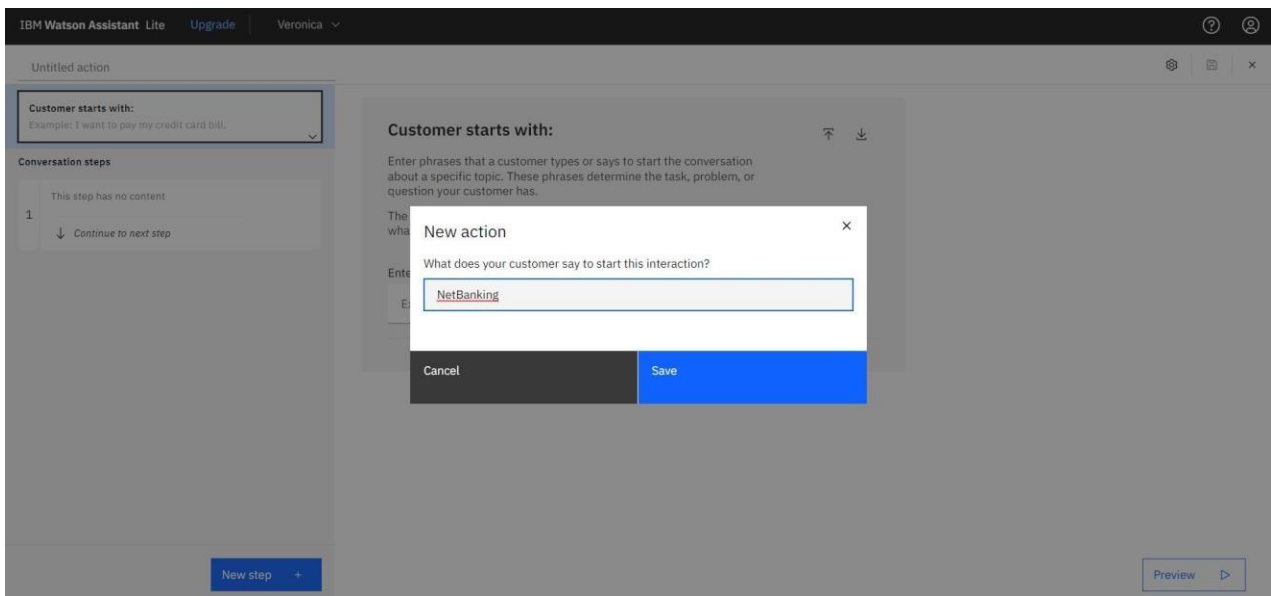 IBM Watson Assistant Lite Upgrade Veronica
Untitled action
Customer starts with:
Example: I want to pay my credit card bill.
Conversation steps
This step has no content
1
Continue to next step
New step +
Customer starts with:
Enter phrases that a customer types or says to start the conversation
about a specific topic. These phrases determine the task, problem, or
question your customer has.
The
wha
Ente
New action
What does your customer say to start this interaction?
NetBanking
Cancel Save
Preview